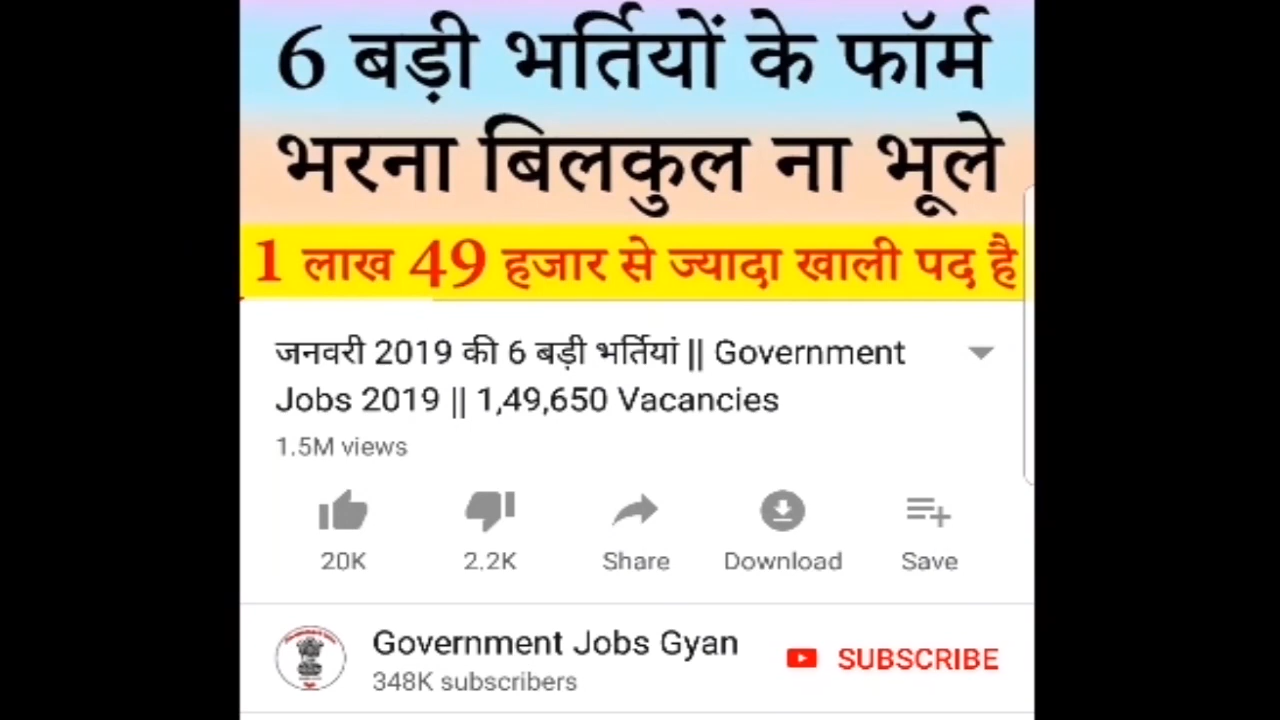 6 बड़ी भर्तियों के फॉर्म
भरना बिलकुल ना भूले
1 लाख 49 हजार से ज्यादा खाली पद है
जनवरी 2019 की 6 बड़ी भर्तियां || Government
Jobs 2019 || 1,49,650 Vacancies
1.5M views
20K 2.2K Share Download Save
Government Jobs Gyan
348K subscribers
SUBSCRIBE